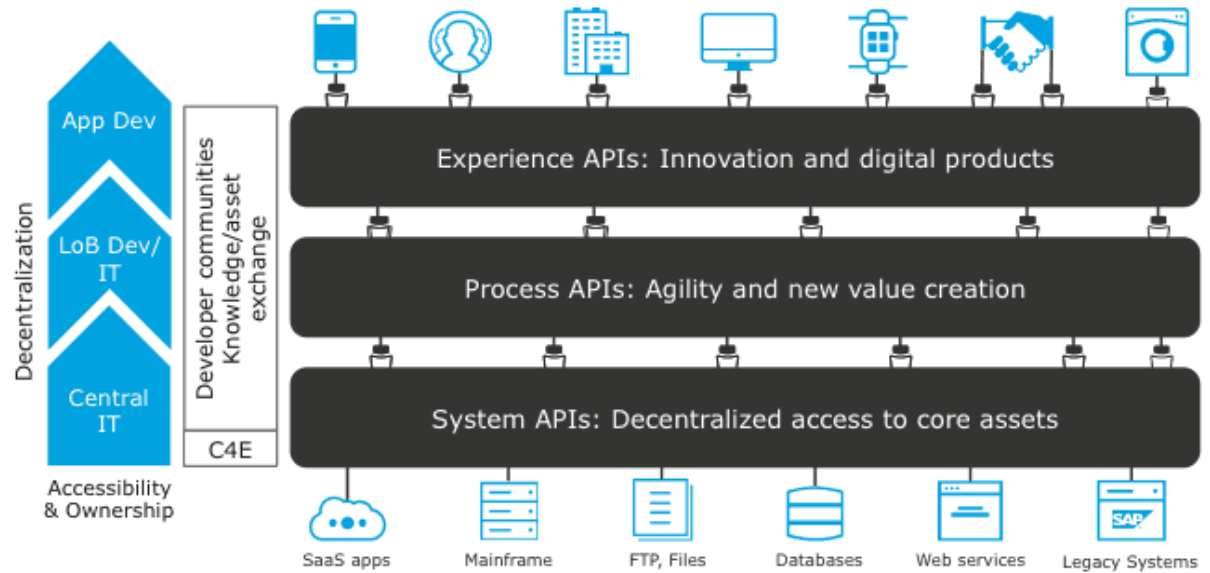 App Dev
LoB Dev/
IT
Central
IT
Decentralization
Accessibility
& Ownership
Developer communities
Knowledge/asset
exchange
C4E
Experience APIs: Innovation and digital products
Process APIs: Agility and new value creation
System APIs: Decentralized access to core assets
SAP
SaaS apps
Mainframe
FTP, Files
Databases
Web services
Legacy Systems